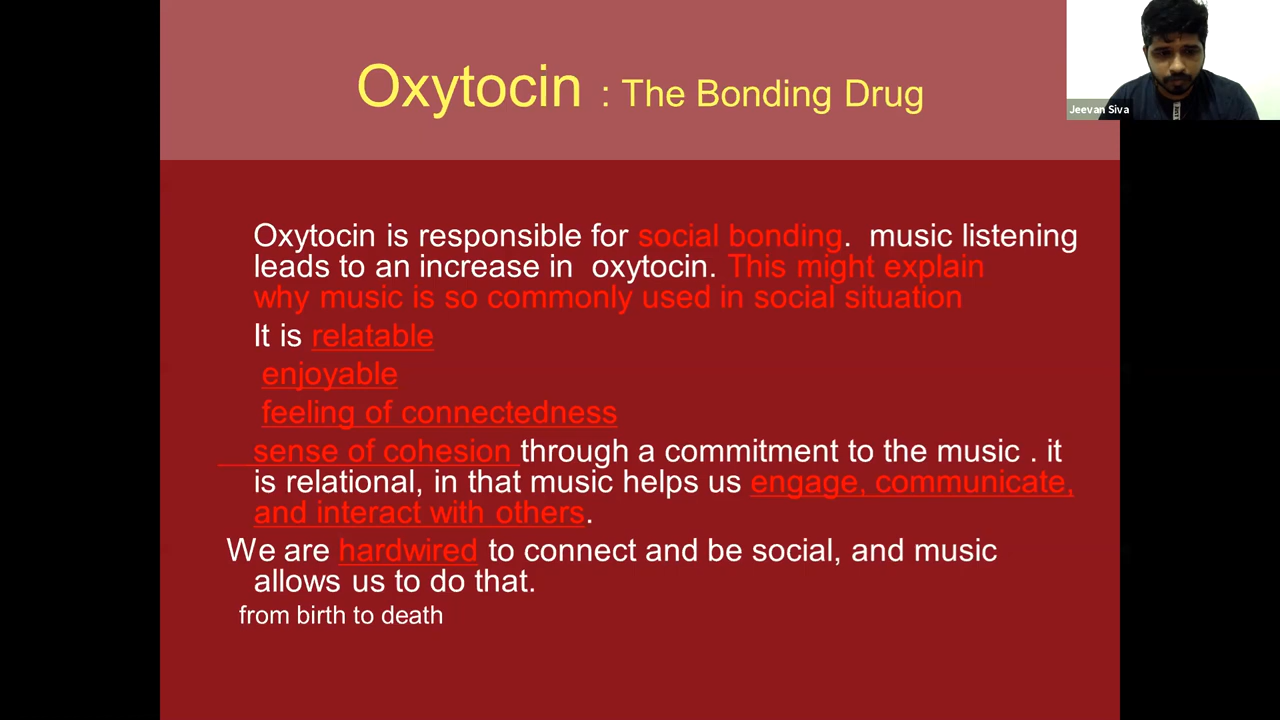 Oxytocin : The Bonding Drug
Jeevan Siva
Oxytocin is responsible for social bonding.  music listening
leads to an increase in  oxytocin. This might explain
why music is so commonly used in social situation
It is relatable
enjoyable
feeling of connectedness
sense of cohesion through a commitment to the music . it
is relational, in that music helps us engage, communicate,
and interact with others.
We are hardwired to connect and be social, and music
allows us to do that.
from birth to death